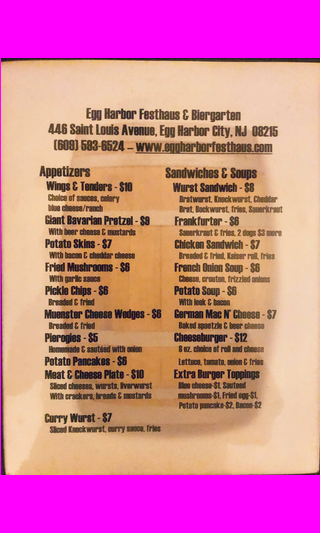 Egg Harbor Festhaus & Biergarten
446 Saint Louis Avenue, Egg Harbor City, NJ 08215
(609) 593-6524 – www.eggharborfesthaus.com
Appetizers
Wings & Tenders - $10
Choice of sauces, celery
blue cheese/ranch
Giant Bavarian Pretzel - $9
With beer cheese & mustards
Potato Skins - $7
With bacon & cheddar cheese
Fried Mushrooms - $6
With garlic sauce
Pickle Chips - $6
Breaded & fried
Muenster Cheese Wedges - $6
Breaded & fried
Pierogies - $5
Homemade & sautéed with onion
Potato Pancakes - $6
Meat & Cheese Plate - $10
Sliced cheeses, wursts, liverwurst
With crackers, breads & mustards
Curry Wurst - $7
Sliced Knockwurst, curry sauce, fries
Sandwiches & Soups
Wurst Sandwich - $8
Bratwurst, Knockwurst, Cheddar
Brat, Bockwurst, fries, Sauerkraut
Frankfurter - $6
Sauerkraut & fries, 2 dogs $3 more
Chicken Sandwich - $7
Breaded & fried, Kaiser roll, fries
French Onion Soup - $6
Cheese, crouton, frizzled onions
Potato Soup - $6
With leek & bacon
German Mac N' Cheese - $7
Baked spaetzle & beer cheese
Cheeseburger - $12
8 oz. choice of roll and cheese
Lettuce, tomato, onion & fries
Extra Burger Toppings
Blue cheese-$1, Sauteed
mushrooms-$1, Fried egg-$1,
Potato pancake-$2, Bacon-$2